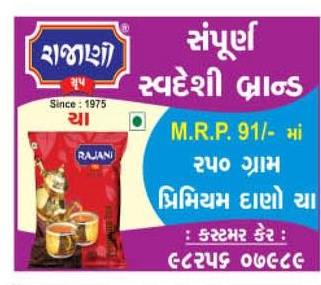 રાજાણી®
ગ્રુપ
Since : 1975
ચા
RAJANI
સંપૂર્ણ
સ્વદેશી બ્રાન્ડ
M.R.P. 91/- માં
૨૫૦ ગ્રામ
પ્રિમિયમ દાણો ચા
: કસ્ટમર કેર :
૯૮૨૫૬ ૦૭૯૮૯